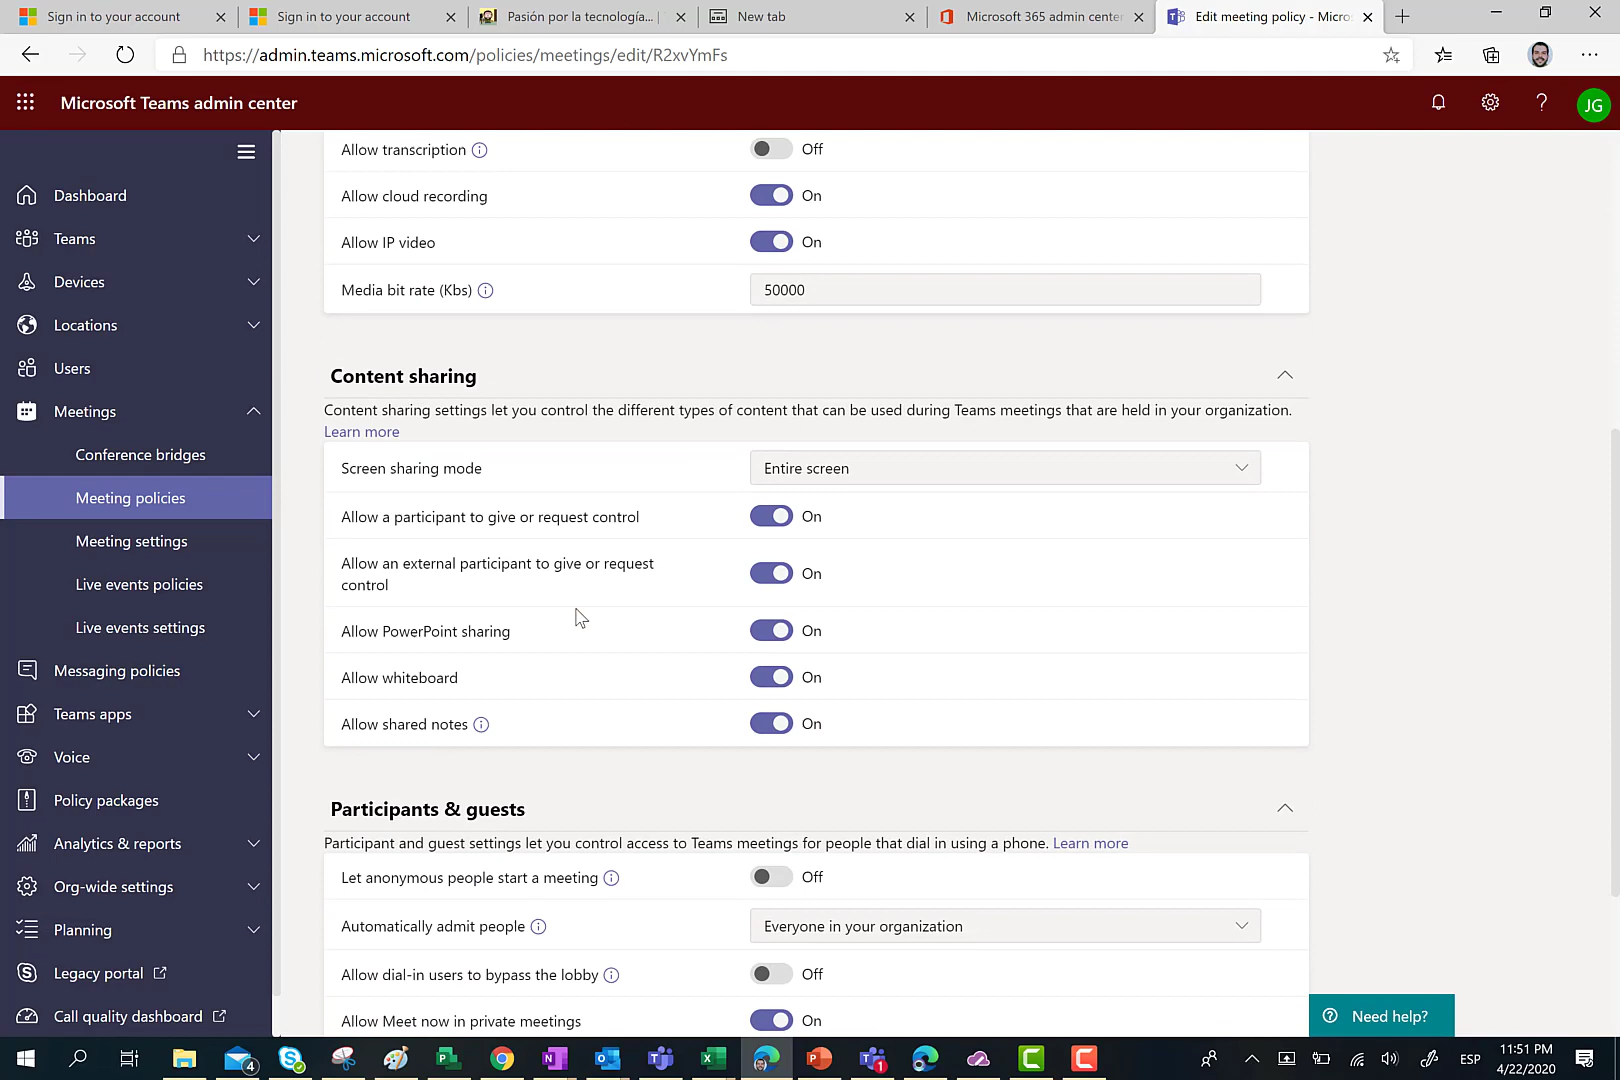 Sign in to your account
Sign in to your account
Pasión por la tecnología...
New tab
Microsoft 365 admin center
Edit meeting policy - Micro
https://admin.teams.microsoft.com/policies/meetings/edit/R2xvYmFs
Microsoft Teams admin center
JG
Dashboard
Teams
Devices
Locations
Users
Meetings
Conference bridges
Meeting policies
Meeting settings
Live events policies
Live events settings
Messaging policies
Teams apps
Voice
Policy packages
Analytics & reports
Org-wide settings
Planning
Legacy portal
Call quality dashboard
Allow transcription Off
Allow cloud recording On
Allow IP video On
Media bit rate (Kbs) 50000
Content sharing
Content sharing settings let you control the different types of content that can be used during Teams meetings that are held in your organization.
Learn more
Screen sharing mode Entire screen
Allow a participant to give or request control On
Allow an external participant to give or request
control On
Allow PowerPoint sharing On
Allow whiteboard On
Allow shared notes On
Participants & guests
Participant and guest settings let you control access to Teams meetings for people that dial in using a phone. Learn more
Let anonymous people start a meeting Off
Automatically admit people Everyone in your organization
Allow dial-in users to bypass the lobby Off
Allow Meet now in private meetings On
Need help?
4
1
ESP
11:51 PM
4/22/2020